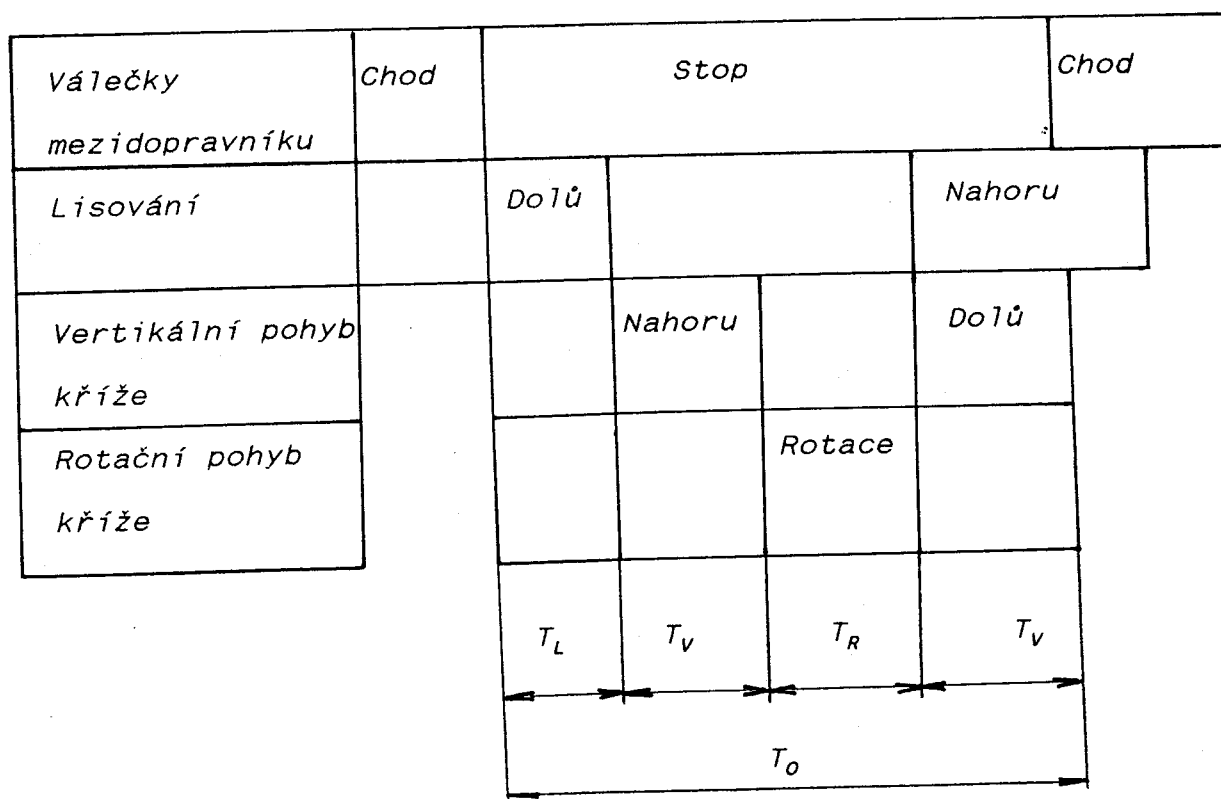 Válečky Chod Stop Chod
mezidopravníku
Lisování Dolů Nahoru
Vertikální pohyb Nahoru Dolů
kříže
Rotační pohyb Rotace
kříže
T_L T_V T_R T_V
T_O